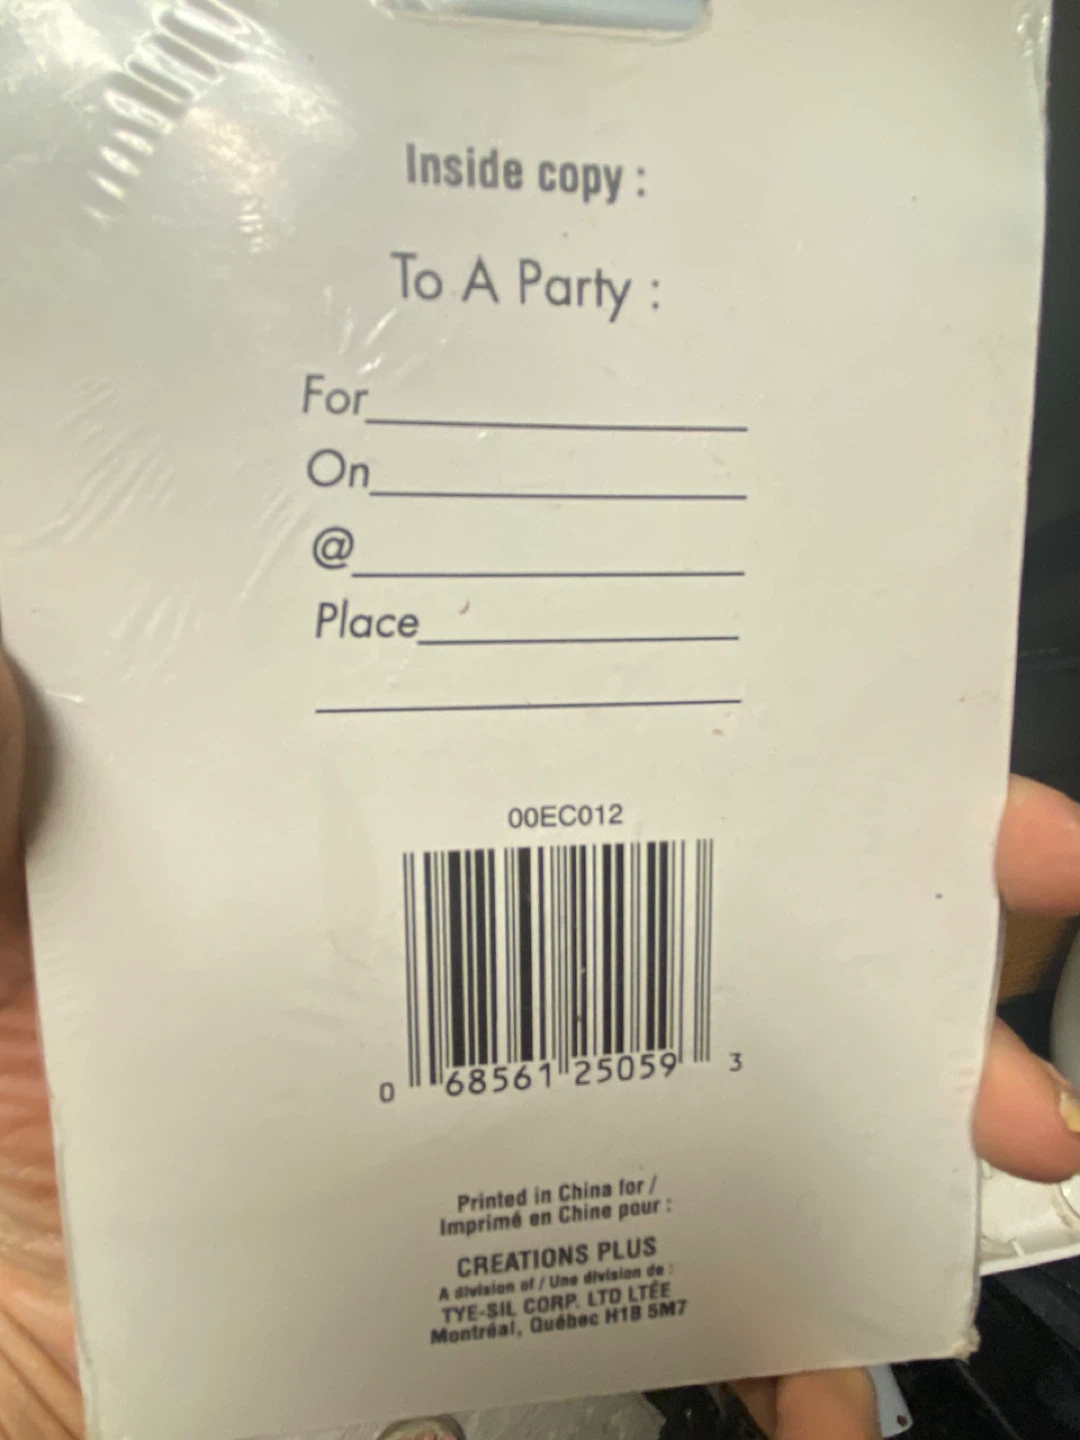 Inside copy :
To A Party :
For
On
@
Place
00EC012
0 68561 25059 3
Printed in China for /
Imprimé en Chine pour :
CREATIONS PLUS
A division of / Une division de :
TYE-SIL CORP. LTD LTÉE
Montréal, Québec H1B 5M7